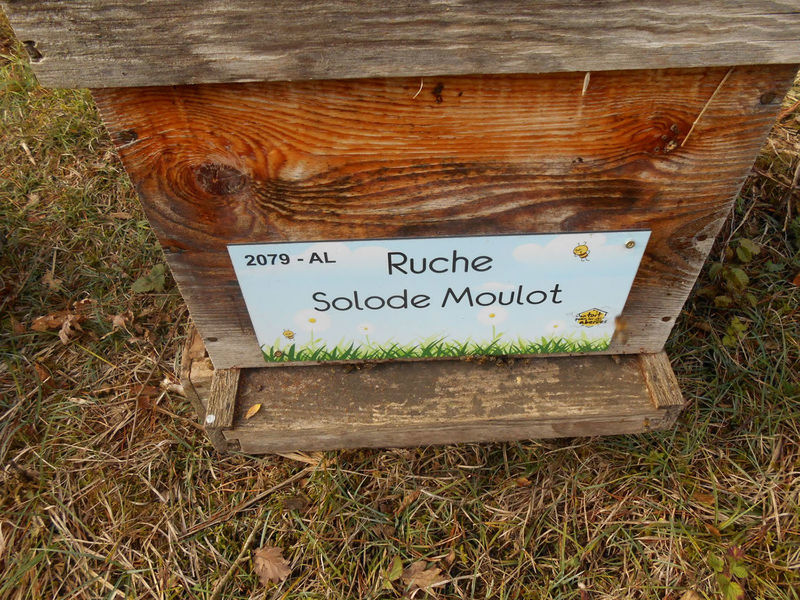 2079 - AL
Ruche
Solode Moulot